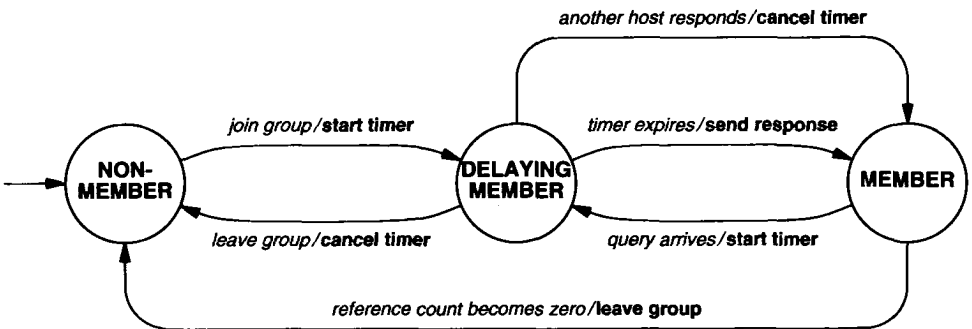 another host responds/cancel timer
join group/start timer
timer expires/send response
NON-
MEMBER
DELAYING
MEMBER
MEMBER
leave group/cancel timer
query arrives/start timer
reference count becomes zero/leave group